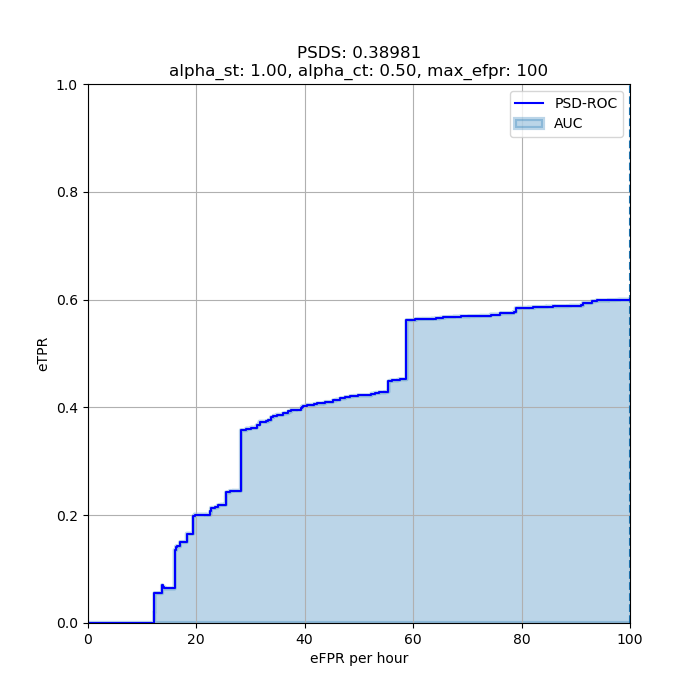 PSDS: 0.38981
alpha_st: 1.00, alpha_ct: 0.50, max_efpr: 100
PSD-ROC
AUC
1.0
0.8
0.6
0.4
0.2
0.0
eTPR
0 20 40 60 80 100
eFPR per hour